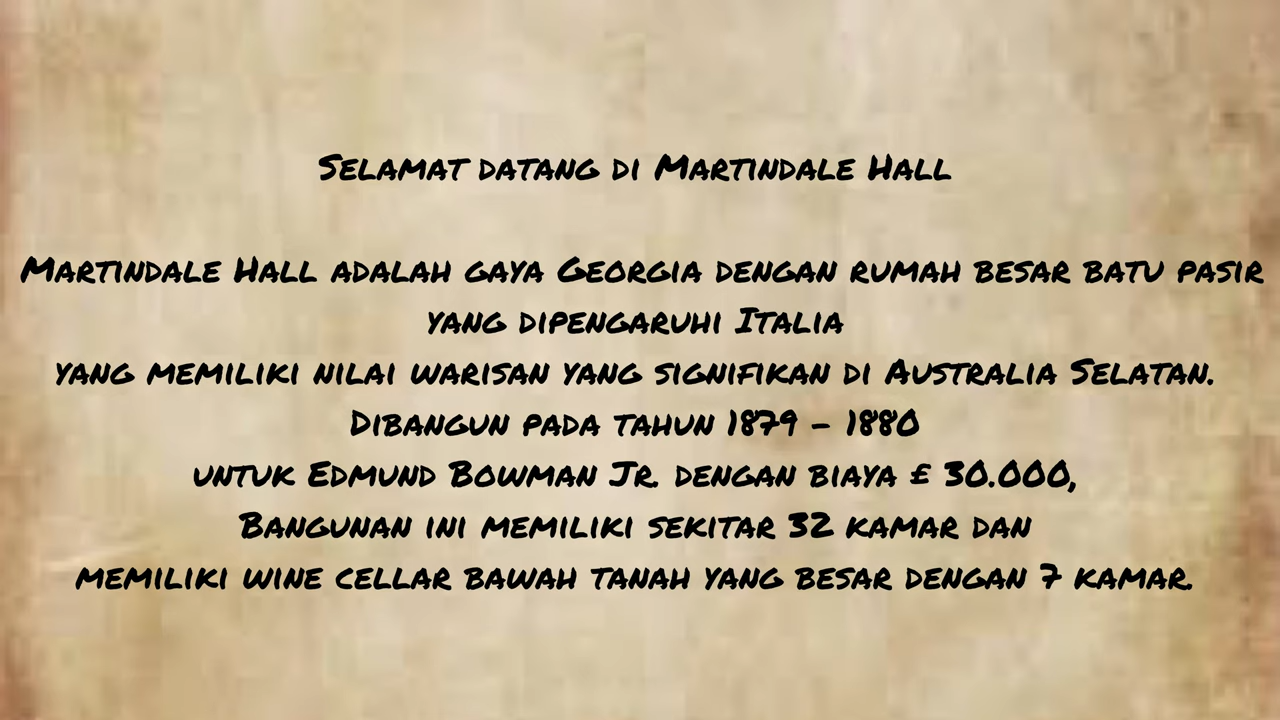 Selamat datang di Martindale Hall
Martindale Hall adalah gaya Georgia dengan rumah besar batu pasir
yang dipengaruhi Italia
yang memiliki nilai warisan yang signifikan di Australia Selatan.
Dibangun pada tahun 1879 - 1880
untuk Edmund Bowman Jr. dengan biaya £ 30.000,
Bangunan ini memiliki sekitar 32 kamar dan
memiliki wine cellar bawah tanah yang besar dengan 7 kamar.